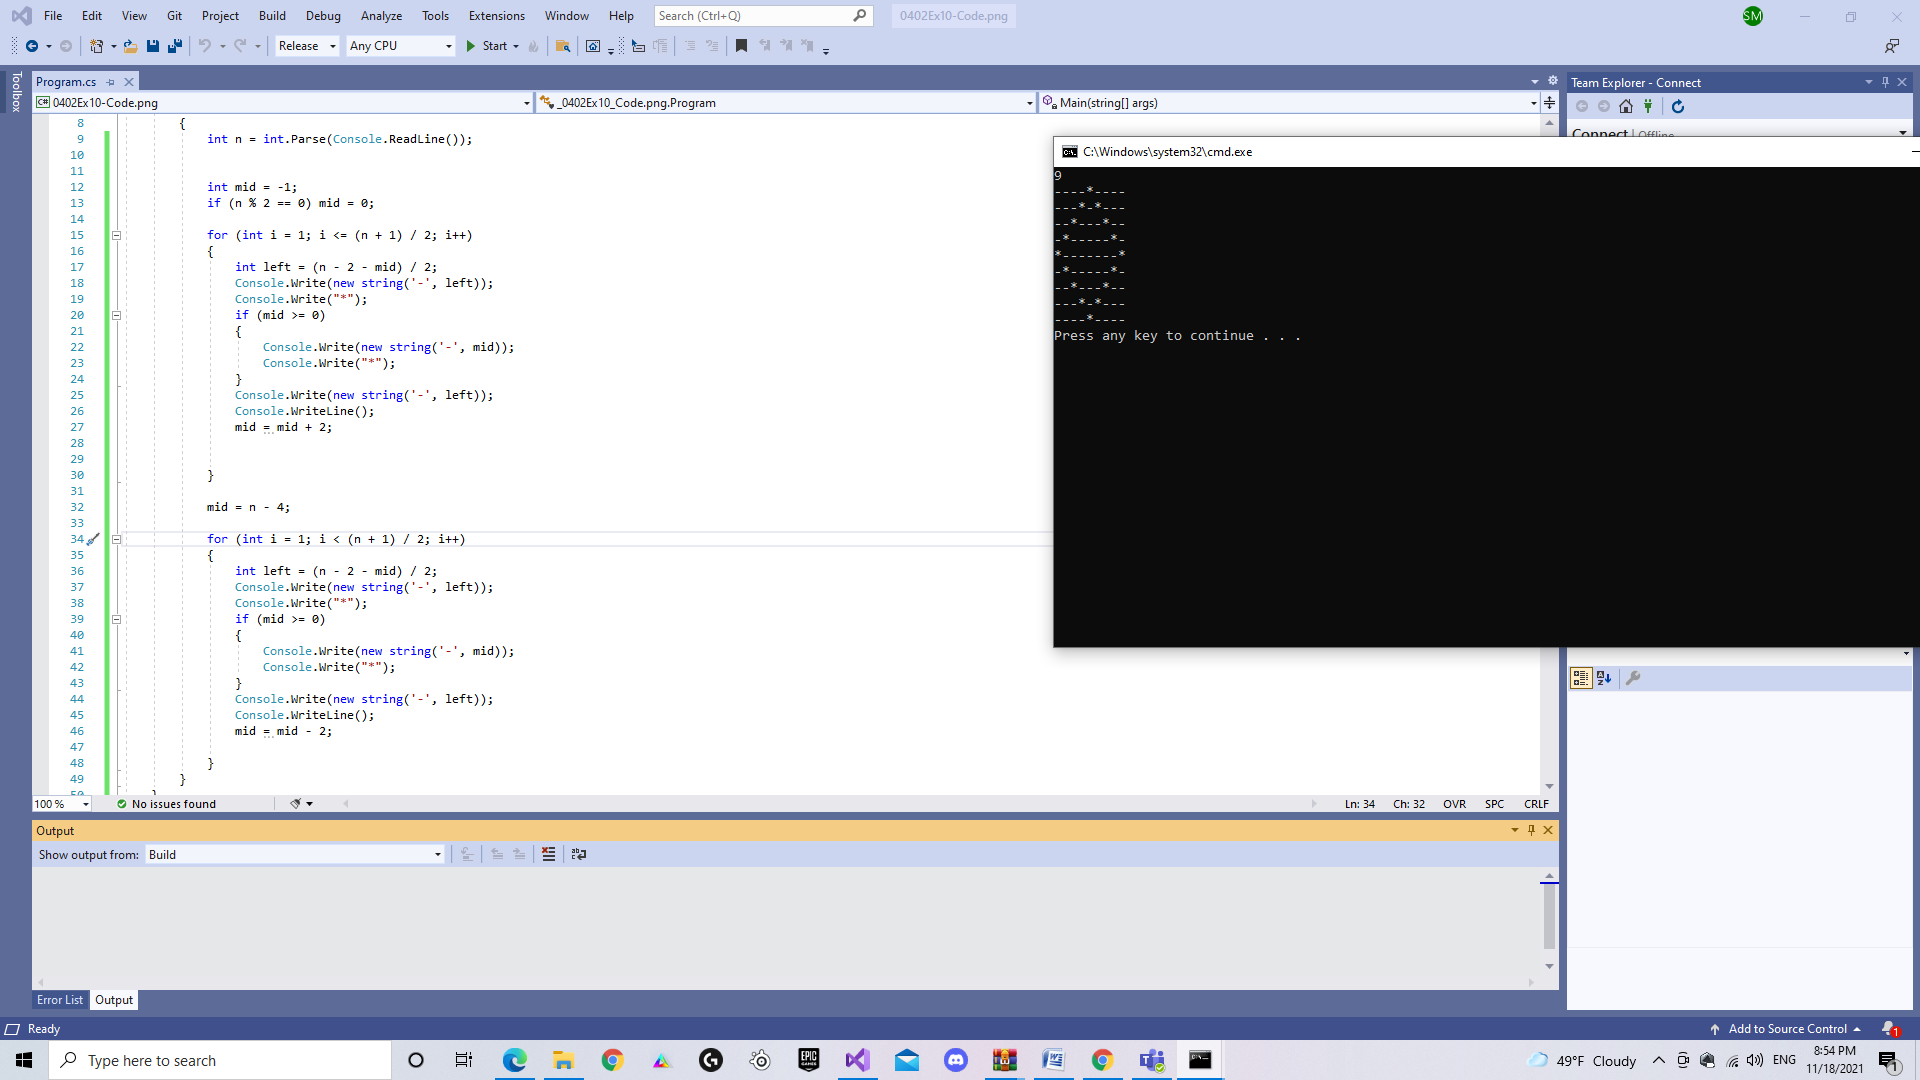 File Edit View Git Project Build Debug Analyze Tools Extensions Window Help Search (Ctrl+Q) 0402Ex10-Code.png SM
Release Any CPU Start
Toolbox
Program.cs
0402Ex10-Code.png _0402Ex10_Code.png.Program Main(string[] args)
8 {
9 int n = int.Parse(Console.ReadLine());
10
11
12 int mid = -1;
13 if (n % 2 == 0) mid = 0;
14
15 for (int i = 1; i <= (n + 1) / 2; i++)
16 {
17 int left = (n - 2 - mid) / 2;
18 Console.Write(new string('-', left));
19 Console.Write("*");
20 if (mid >= 0)
21 {
22 Console.Write(new string('-', mid));
23 Console.Write("*");
24 }
25 Console.Write(new string('-', left));
26 Console.WriteLine();
27 mid = mid + 2;
28
29
30 }
31
32 mid = n - 4;
33
34 for (int i = 1; i < (n + 1) / 2; i++)
35 {
36 int left = (n - 2 - mid) / 2;
37 Console.Write(new string('-', left));
38 Console.Write("*");
39 if (mid >= 0)
40 {
41 Console.Write(new string('-', mid));
42 Console.Write("*");
43 }
44 Console.Write(new string('-', left));
45 Console.WriteLine();
46 mid = mid - 2;
47
48 }
49 }
50 }
100 % No issues found Ln: 34 Ch: 32 OVR SPC CRLF
Team Explorer - Connect
Connect | Offline
C:\Windows\system32\cmd.exe
9
----*----
---*-*---
--*---*--
-*-----*-
*-------*
-*-----*-
--*---*--
---*-*---
----*----
Press any key to continue . . .
Output
Show output from: Build
Error List Output
Ready Add to Source Control 1
Type here to search
EPIC GAMES
49°F Cloudy ENG 8:54 PM
11/18/2021 1